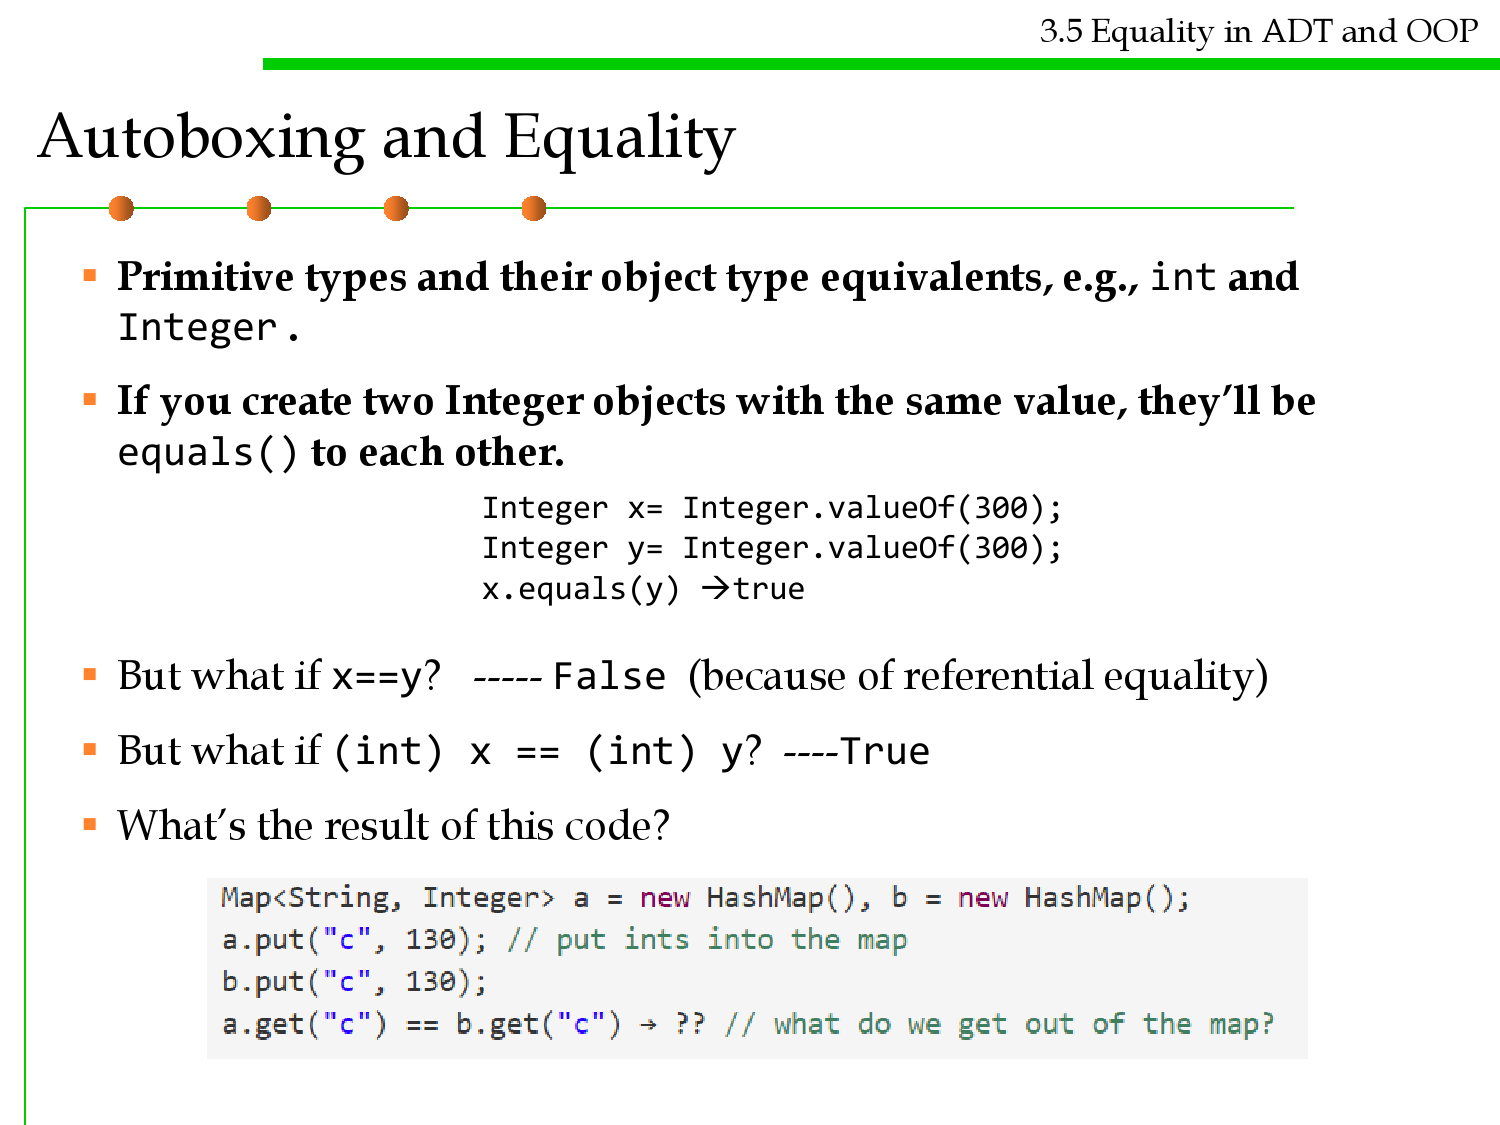 3.5 Equality in ADT and OOP
Autoboxing and Equality
▪ Primitive types and their object type equivalents, e.g., int and
Integer.
▪ If you create two Integer objects with the same value, they’ll be
equals() to each other.
Integer x= Integer.valueOf(300);
Integer y= Integer.valueOf(300);
x.equals(y) →true
▪ But what if x==y? ----- False (because of referential equality)
▪ But what if (int) x == (int) y? ----True
▪ What’s the result of this code?
Map<String, Integer> a = new HashMap(), b = new HashMap();
a.put("c", 130); // put ints into the map
b.put("c", 130);
a.get("c") == b.get("c") → ?? // what do we get out of the map?